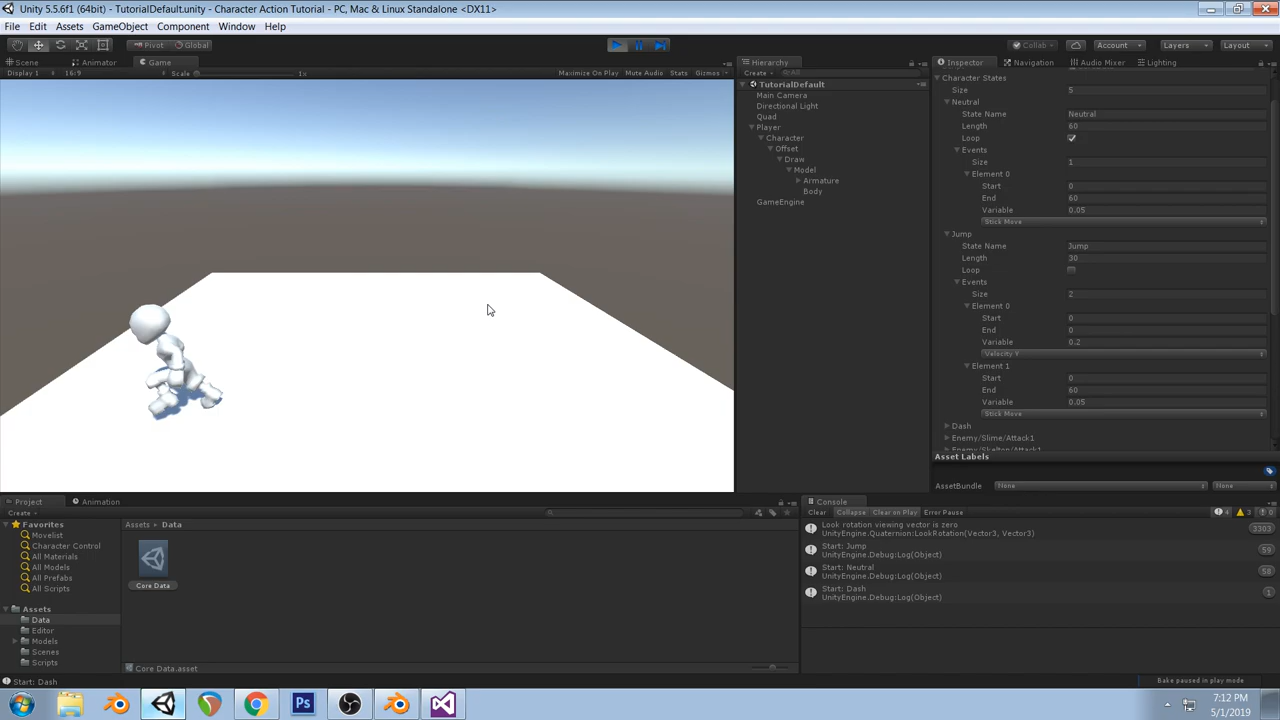 Unity 5.5.6f1 (64bit) - TutorialDefault.unity - Character Action Tutorial - PC, Mac & Linux Standalone <DX11>
File Edit Assets GameObject Component Window Help
Pivot Global Collab Account Layers Layout
Scene Animator Game
Display 1 16:9 Scale 1x Maximize On Play Mute Audio Stats Gizmos
Hierarchy
Create All
TutorialDefault
Main Camera
Directional Light
Quad
Player
Character
Offset
Draw
Model
Armature
Body
GameEngine
Inspector Navigation Audio Mixer Lighting
Character States
Size 5
Neutral
State Name Neutral
Length 60
Loop
Events
Size 1
Element 0
Start 0
End 60
Variable 0.05
Stick Move
Jump
State Name Jump
Length 30
Loop
Events
Size 2
Element 0
Start 0
End 0
Variable 0.2
Velocity Y
Element 1
Start 0
End 60
Variable 0.05
Stick Move
Dash
Enemy/Slime/Attack1
Enemy/Skelton/Attack1
Asset Labels
AssetBundle None None
Project Animation
Create
Favorites
Movelist
Character Control
All Materials
All Models
All Prefabs
All Scripts
Assets
Data
Editor
Models
Scenes
Scripts
Assets Data
Core Data
Core Data.asset
Console
Clear Collapse Clear on Play Error Pause 4 3 0
Look rotation viewing vector is zero
UnityEngine.Quaternion:LookRotation(Vector3, Vector3)
3303
Start: Jump
UnityEngine.Debug:Log(Object)
59
Start: Neutral
UnityEngine.Debug:Log(Object)
58
Start: Dash
UnityEngine.Debug:Log(Object)
1
Start: Dash
Bake paused in play mode
Ps
7:12 PM
5/1/2019